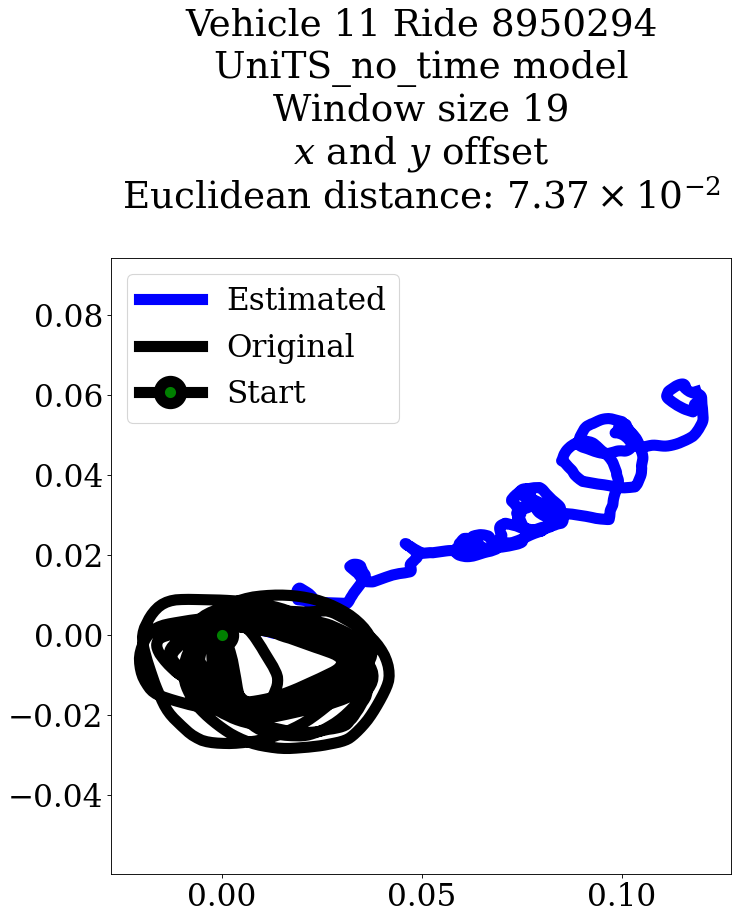 Vehicle 11 Ride 8950294
UniTS_no_time model
Window size 19
x and y offset
Euclidean distance: 7.37 × 10⁻²
Estimated
Original
Start
0.08
0.06
0.04
0.02
0.00
−0.02
−0.04
0.00 0.05 0.10